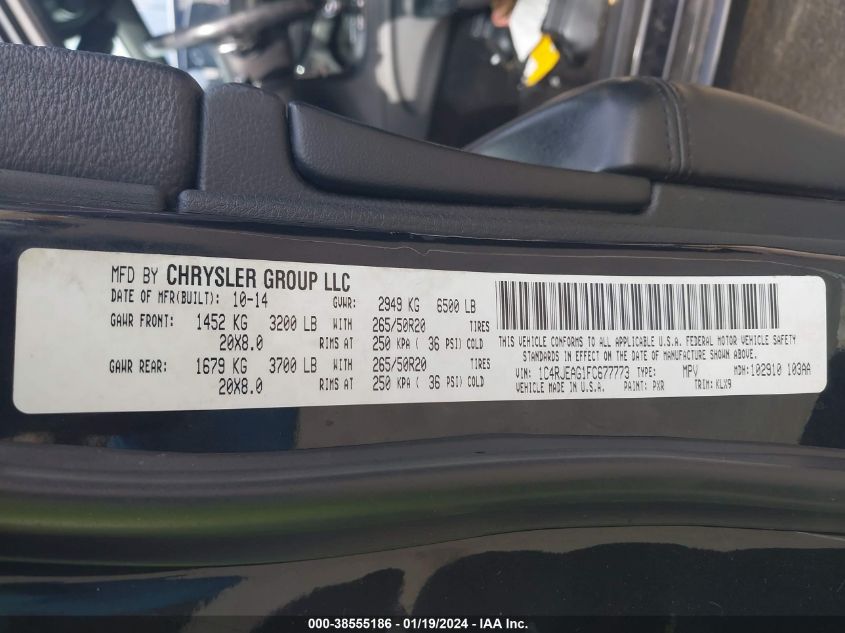 MFD BY CHRYSLER GROUP LLC
DATE OF MFR(BUILT): 10-14 GVWR: 2949 KG 6500 LB
GAWR FRONT: 1452 KG 3200 LB WITH 265/50R20 TIRES
20X8.0 RIMS AT 250 KPA ( 36 PSI) COLD
GAWR REAR: 1679 KG 3700 LB WITH 265/50R20 TIRES
20X8.0 RIMS AT 250 KPA ( 36 PSI) COLD
THIS VEHICLE CONFORMS TO ALL APPLICABLE U.S.A. FEDERAL MOTOR VEHICLE SAFETY
STANDARDS IN EFFECT ON THE DATE OF MANUFACTURE SHOWN ABOVE.
VIN: 1C4RJEAG1FC677773 TYPE: MPV MDH: 102910 103AA
VEHICLE MADE IN U.S.A. PAINT: PXR TRIM: KLX9
000-38555186 - 01/19/2024 - IAA Inc.